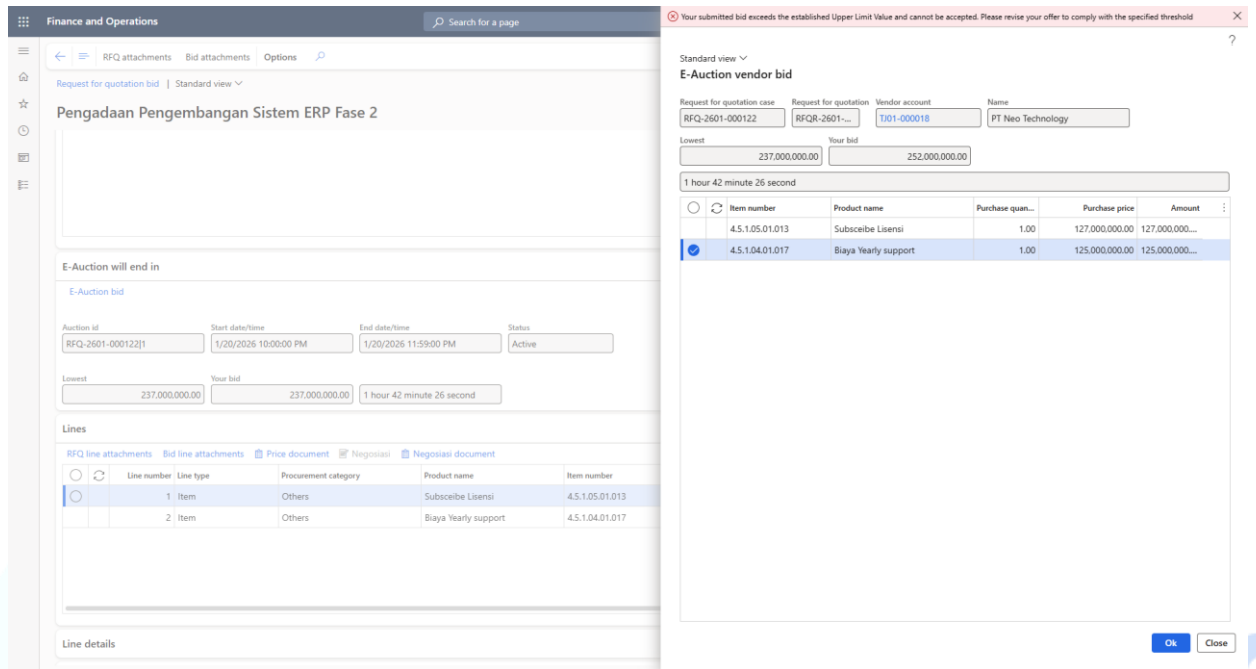 Finance and Operations
Search for a page
RFQ attachments Bid attachments Options
Request for quotation bid | Standard view
Pengadaan Pengembangan Sistem ERP Fase 2
E-Auction will end in
E-Auction bid
Auction id Start date/time End date/time Status
RFQ-2601-000122|1 1/20/2026 10:00:00 PM 1/20/2026 11:59:00 PM Active
Lowest Your bid
237,000,000.00 237,000,000.00 1 hour 42 minute 26 second
Lines
RFQ line attachments Bid line attachments Price document Negosiasi Negosiasi document
Line number Line type Procurement category Product name Item number
1 Item Others Subsceibe Lisensi 4.5.1.05.01.013
2 Item Others Biaya Yearly support 4.5.1.04.01.017
Line details
Your submitted bid exceeds the established Upper Limit Value and cannot be accepted. Please revise your offer to comply with the specified threshold
?
Standard view
E-Auction vendor bid
Request for quotation case Request for quotation Vendor account Name
RFQ-2601-000122 RFQR-2601-... TJ01-000018 PT Neo Technology
Lowest Your bid
237,000,000.00 252,000,000.00
1 hour 42 minute 26 second
Item number Product name Purchase quan... Purchase price Amount
4.5.1.05.01.013 Subsceibe Lisensi 1.00 127,000,000.00 127,000,000....
4.5.1.04.01.017 Biaya Yearly support 1.00 125,000,000.00 125,000,000....
Ok Close